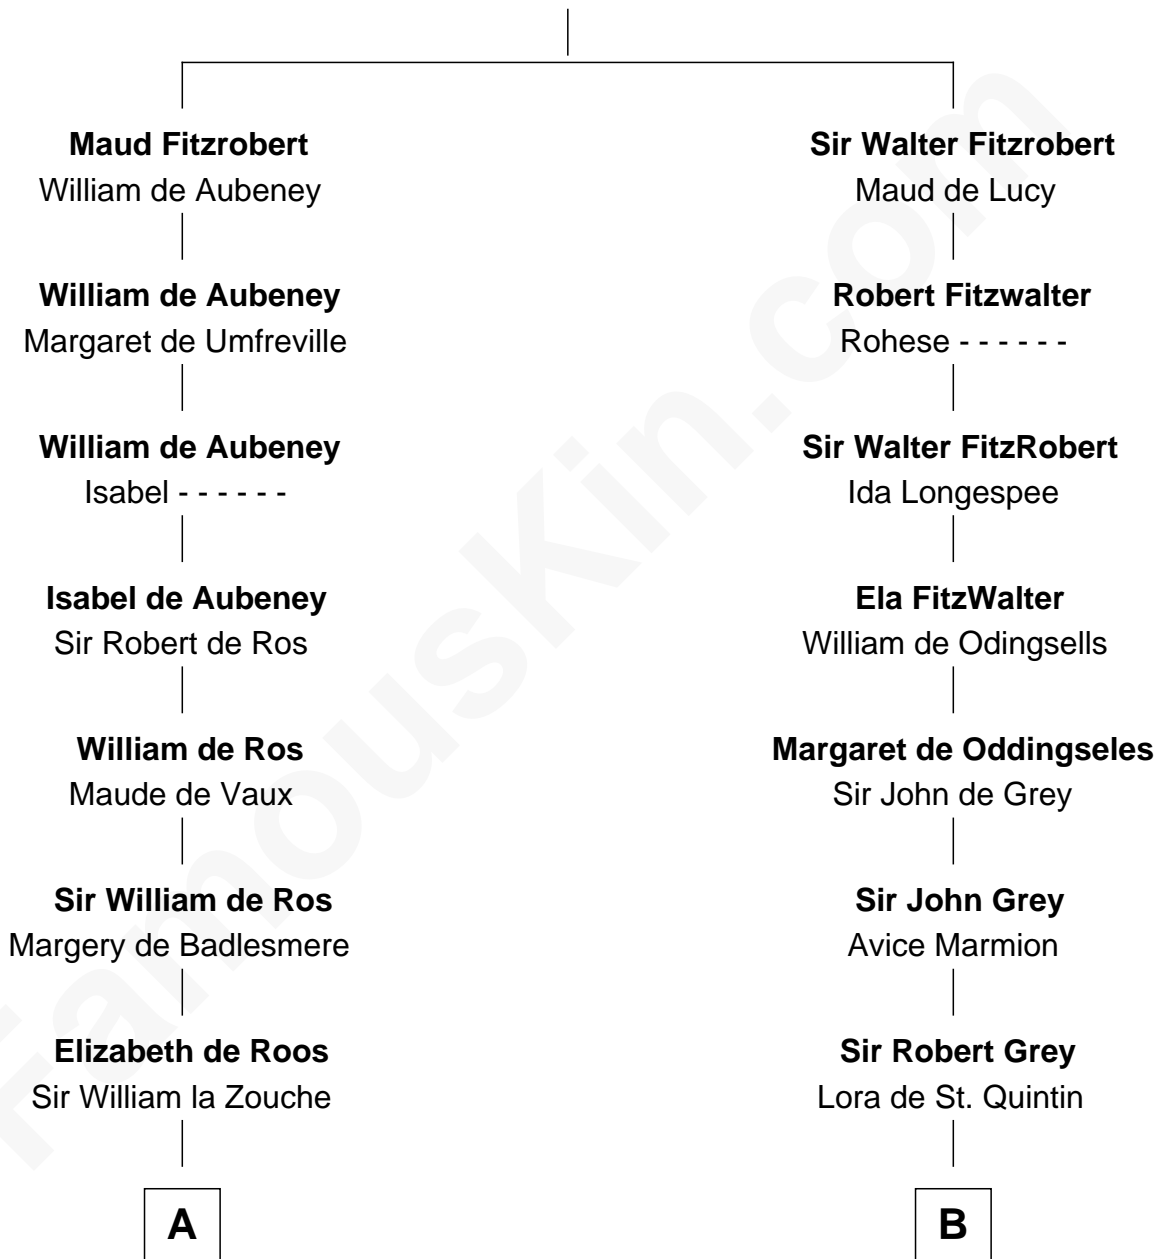 Maud Fitzrobert
William de Aubeney
William de Aubeney
Margaret de Umfreville
William de Aubeney
Isabel - - - - - -
Isabel de Aubeney
Sir Robert de Ros
William de Ros
Maude de Vaux
Sir William de Ros
Margery de Badlesmere
Elizabeth de Roos
Sir William la Zouche
A
Sir Walter Fitzrobert
Maud de Lucy
Robert Fitzwalter
Rohese - - - - - -
Sir Walter FitzRobert
Ida Longespee
Ela FitzWalter
William de Odingsells
Margaret de Oddingseles
Sir John de Grey
Sir John Grey
Avice Marmion
Sir Robert Grey
Lora de St. Quintin
B
FamousKin.com